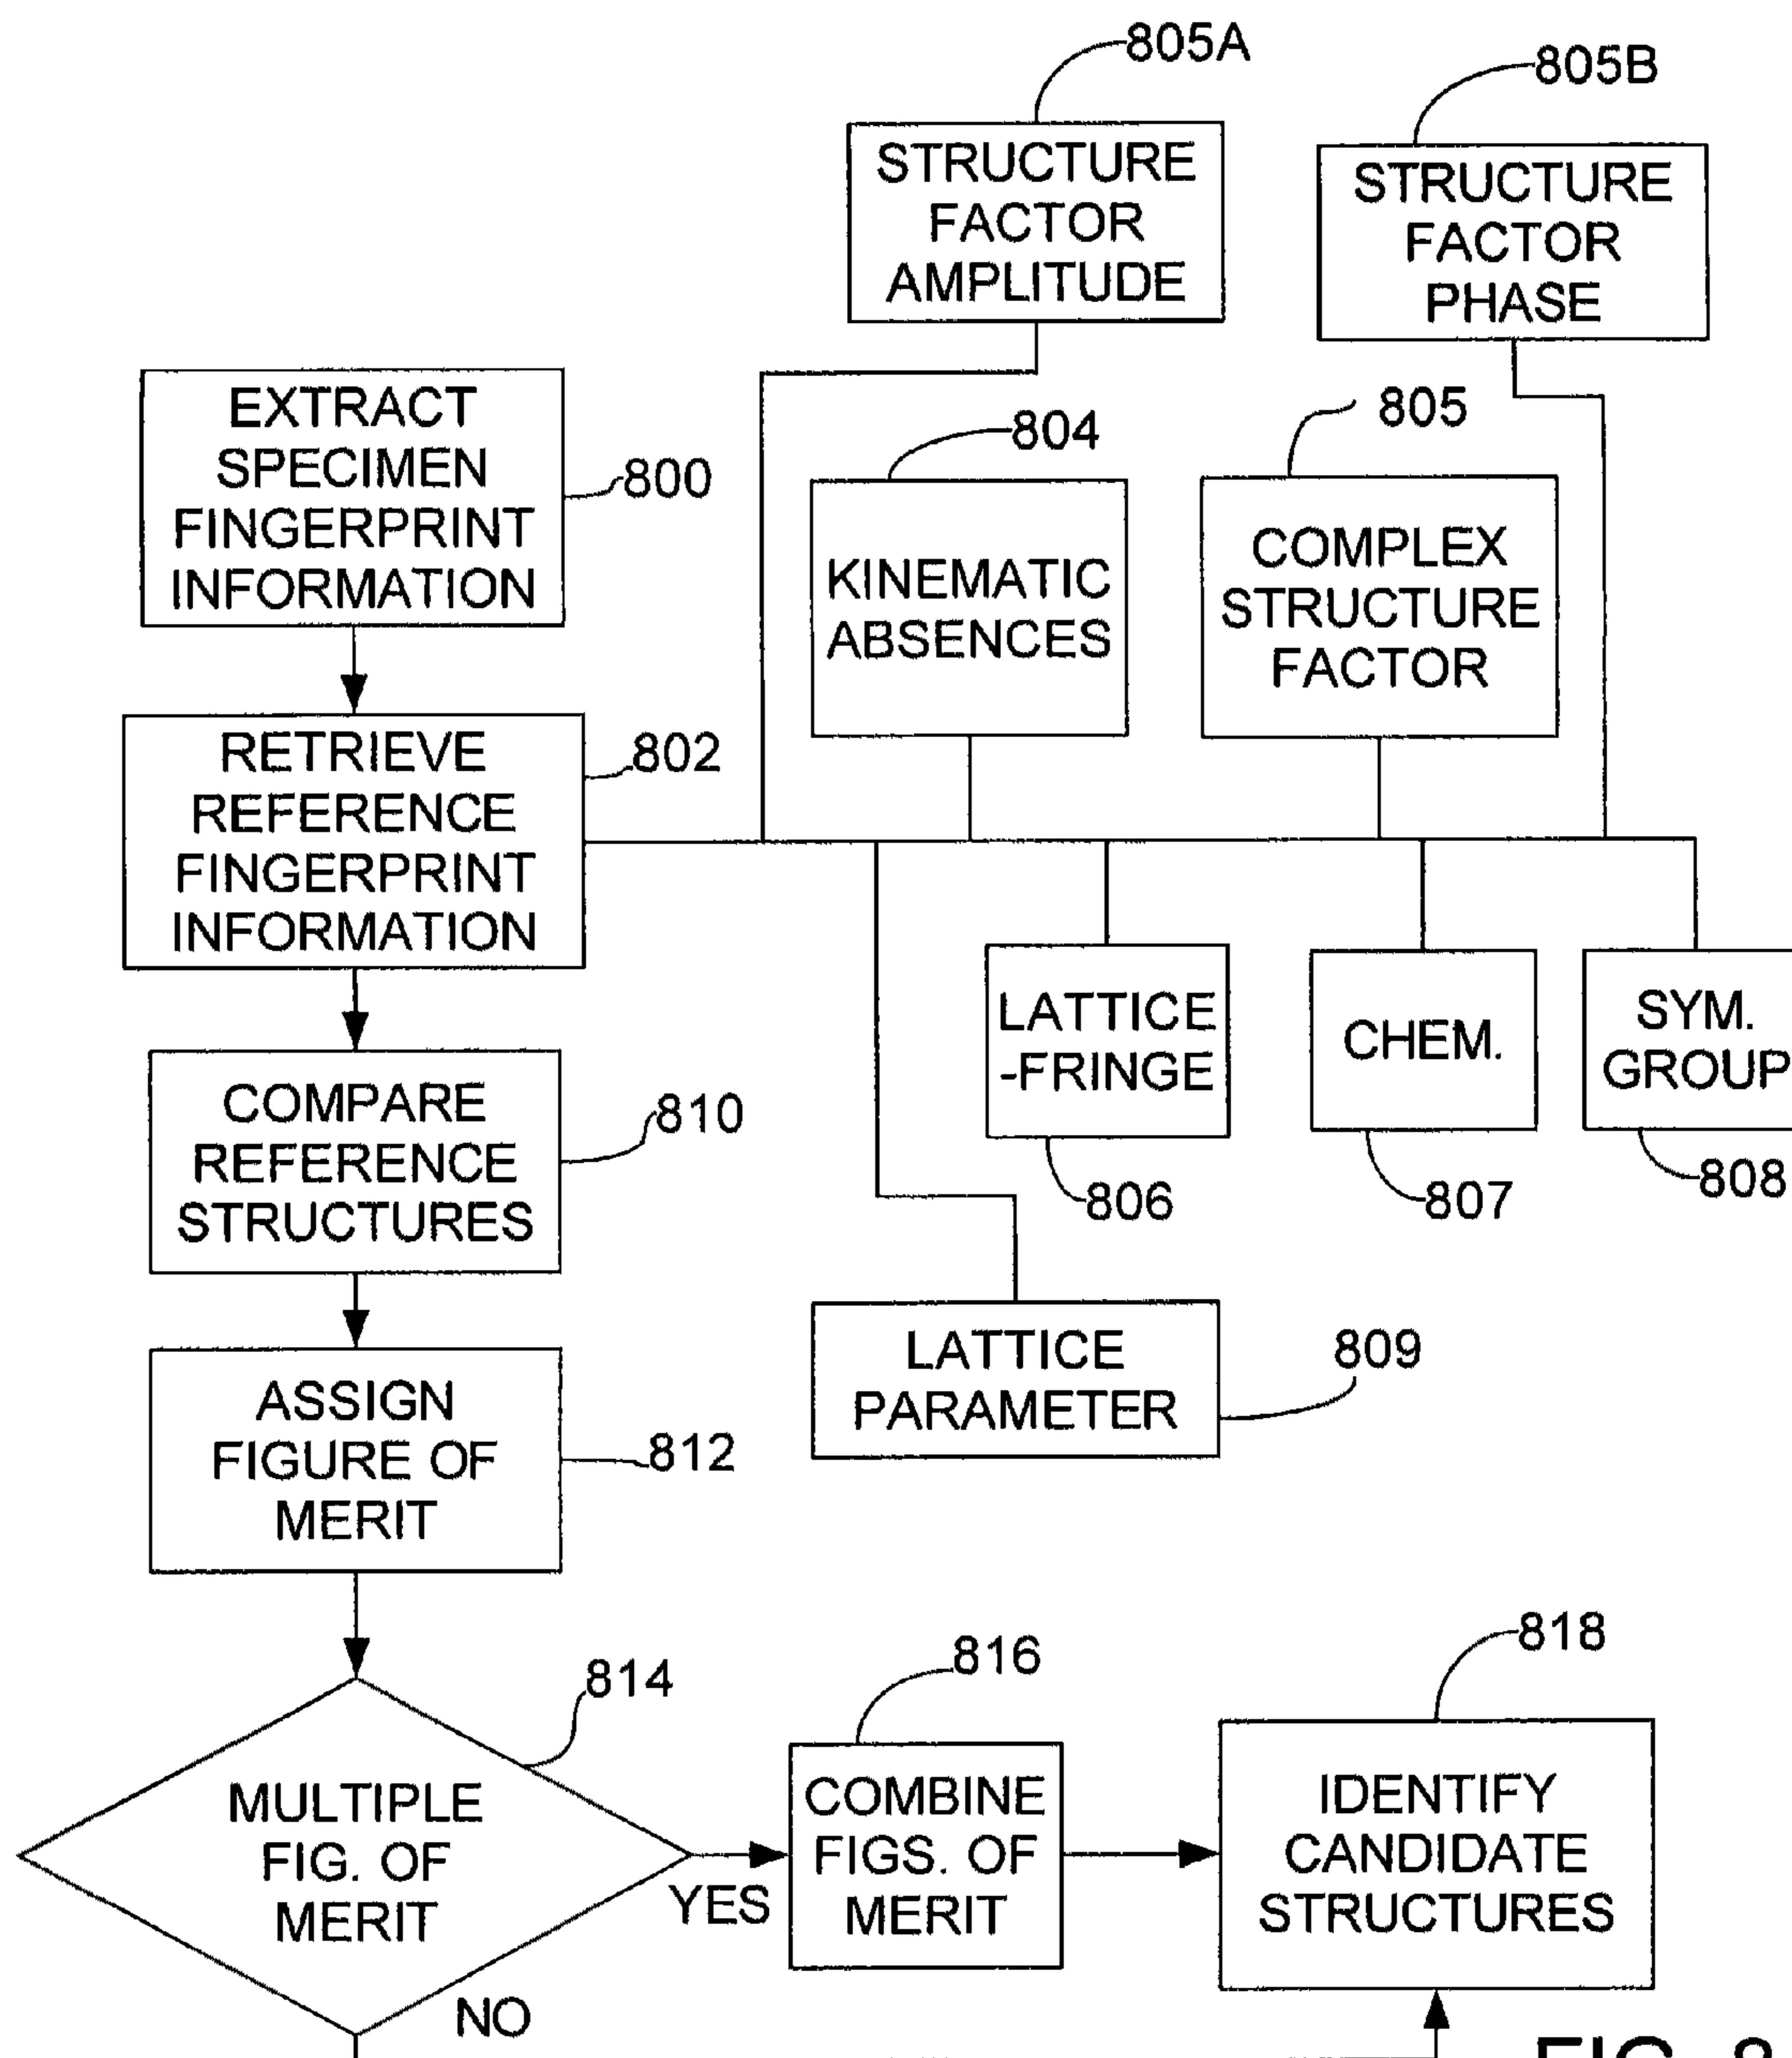 805A
805B
STRUCTURE
FACTOR
AMPLITUDE
STRUCTURE
FACTOR
PHASE
EXTRACT
SPECIMEN
FINGERPRINT
INFORMATION
800
804
805
KINEMATIC
ABSENCES
COMPLEX
STRUCTURE
FACTOR
RETRIEVE
REFERENCE
FINGERPRINT
INFORMATION
802
LATTICE
-FRINGE
806
CHEM.
807
SYM.
GROUP
808
COMPARE
REFERENCE
STRUCTURES
810
LATTICE
PARAMETER
809
ASSIGN
FIGURE OF
MERIT
812
MULTIPLE
FIG. OF
MERIT
814
YES
NO
816
COMBINE
FIGS. OF
MERIT
818
IDENTIFY
CANDIDATE
STRUCTURES
FIG. 8